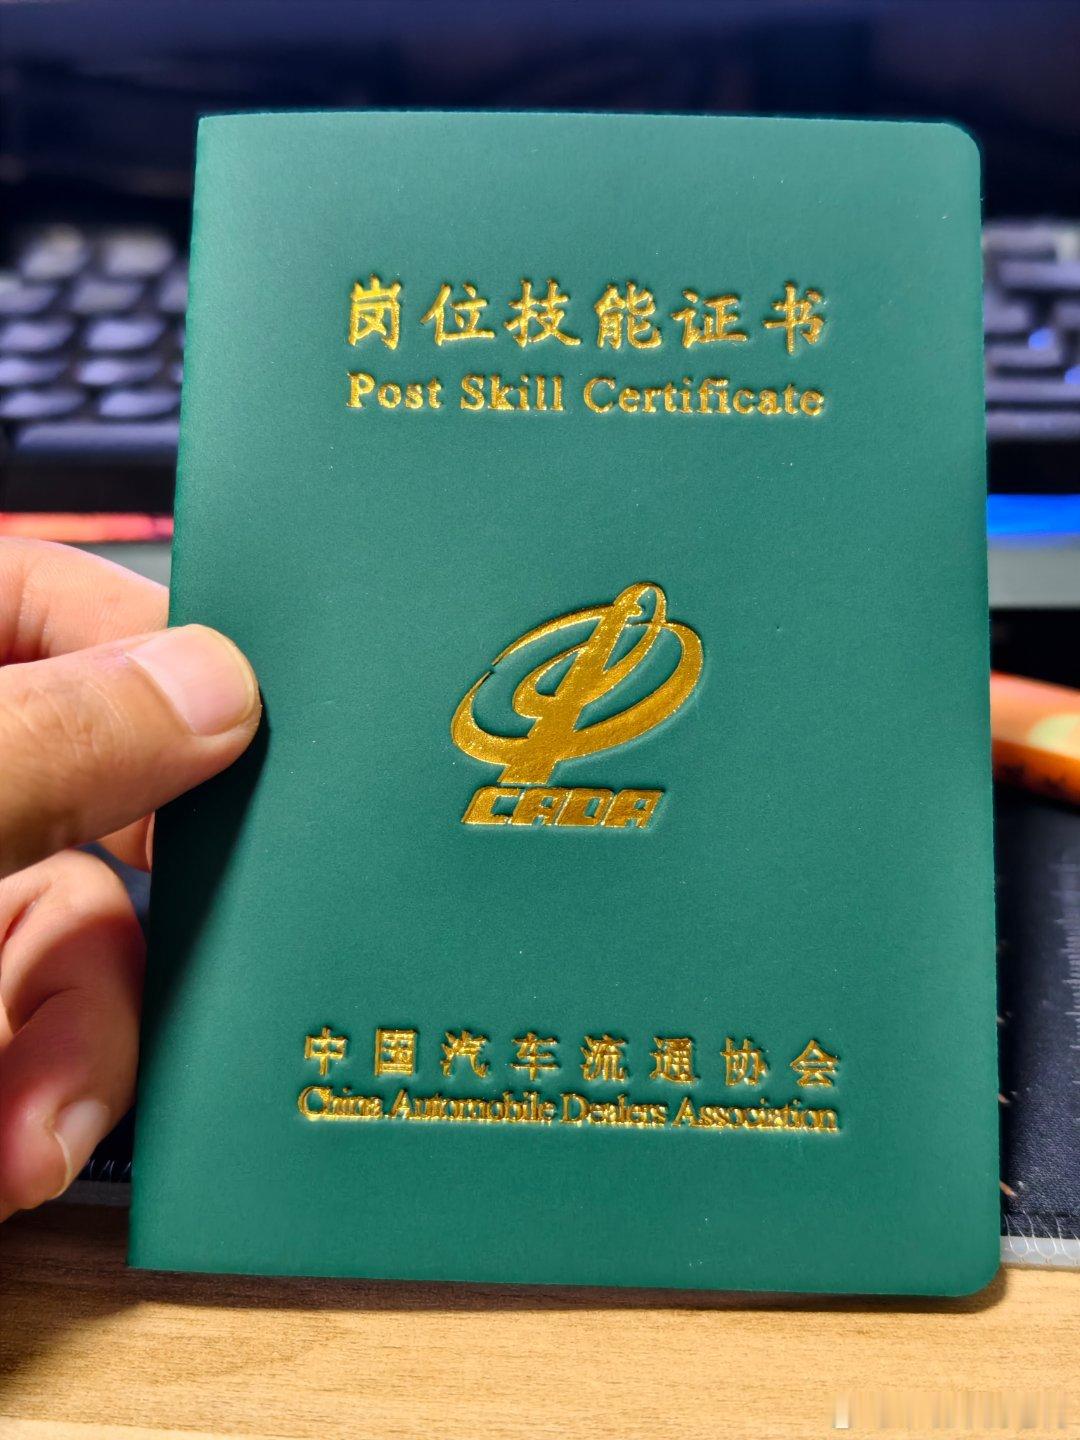 岗位技能证书
Post Skill Certificate
CADA
中国汽车流通协会
China Automobile Dealers Association